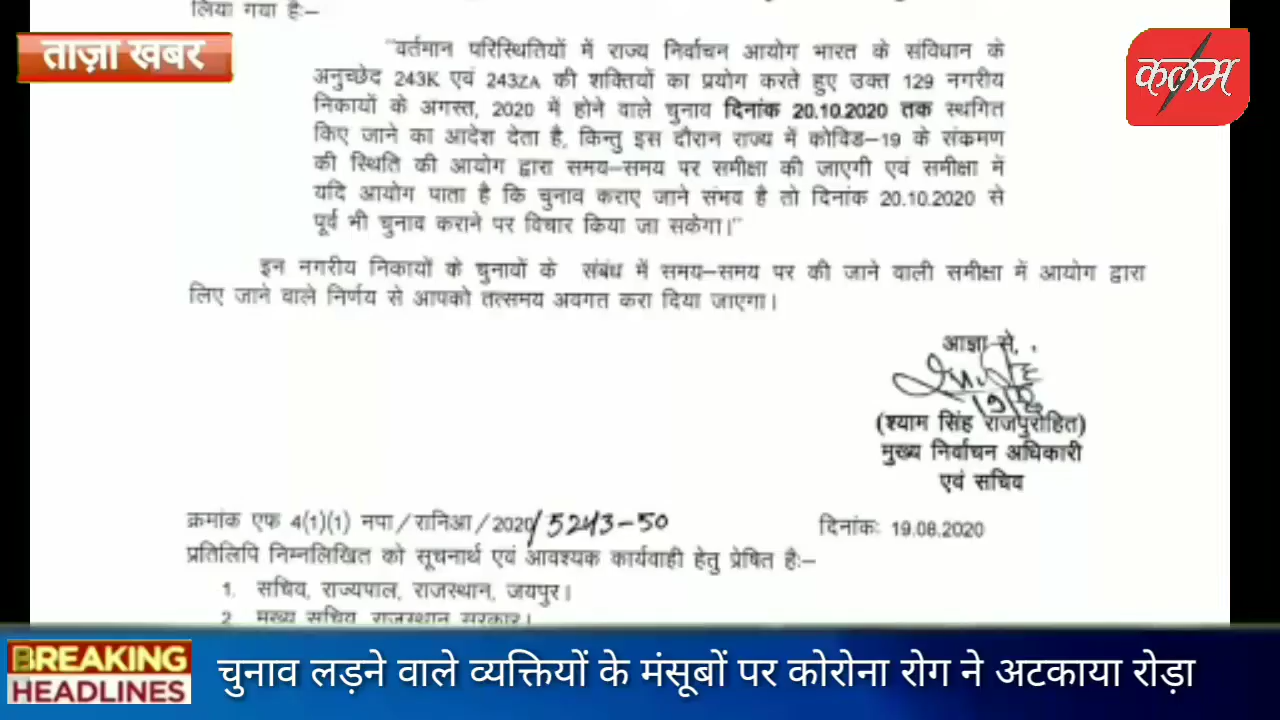 लिया गया हैः–
ताज़ा खबर
कलम
"वर्तमान परिस्थितियों में राज्य निर्वाचन आयोग भारत के संविधान के
अनुच्छेद 243K एवं 243ZA की शक्तियों का प्रयोग करते हुए उक्त 129 नगरीय
निकायों के अगस्त, 2020 में होने वाले चुनाव दिनांक 20.10.2020 तक स्थगित
किए जाने का आदेश देता है, किन्तु इस दौरान राज्य में कोविड–19 के संक्रमण
की स्थिति की आयोग द्वारा समय–समय पर समीक्षा की जाएगी एवं समीक्षा में
यदि आयोग पाता है कि चुनाव कराए जाने संभव है तो दिनांक 20.10.2020 से
पूर्व भी चुनाव कराने पर विचार किया जा सकेगा।"
इन नगरीय निकायों के चुनावों के संबंध में समय–समय पर की जाने वाली समीक्षा में आयोग द्वारा
लिए जाने वाले निर्णय से आपको तत्समय अवगत करा दिया जाएगा।
आज्ञा से,
(श्याम सिंह राजपुरोहित)
मुख्य निर्वाचन अधिकारी
एवं सचिव
क्रमांक एफ 4(1)(1) नपा/रानिआ/2020/5243-50
दिनांकः 19.08.2020
प्रतिलिपि निम्नलिखित को सूचनार्थ एवं आवश्यक कार्यवाही हेतु प्रेषित हैः–
1. सचिव, राज्यपाल, राजस्थान, जयपुर।
2. मुख्य सचिव, राजस्थान सरकार।
BREAKING
HEADLINES
चुनाव लड़ने वाले व्यक्तियों के मंसूबों पर कोरोना रोग ने अटकाया रोड़ा